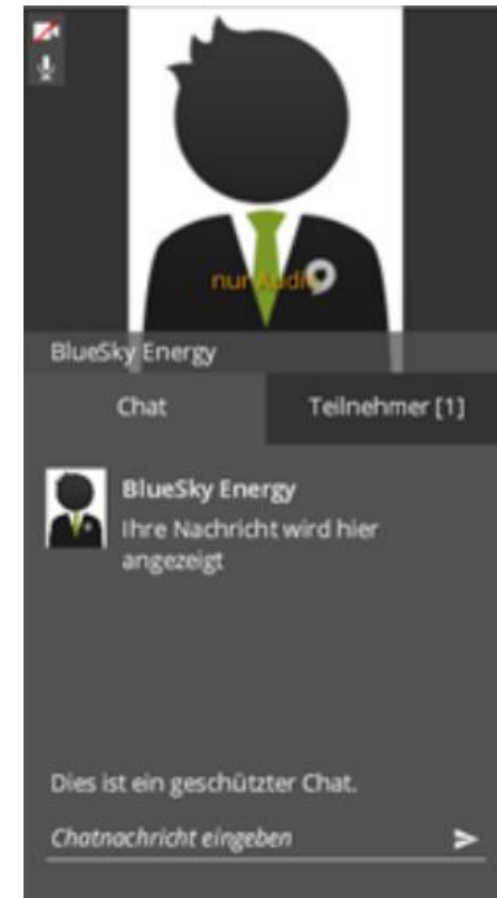 nur Audio
BlueSky Energy
Chat
Teilnehmer [1]
BlueSky Energy
Ihre Nachricht wird hier
angezeigt
Dies ist ein geschützter Chat.
Chatnachricht eingeben